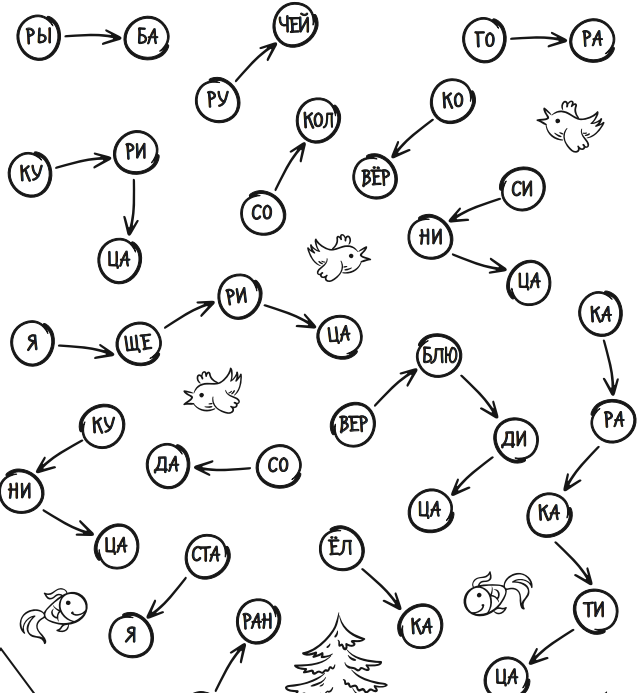 РЫ БА
РУ ЧЕЙ
ГО РА
КУ РИ ЦА
СО КОЛ
КО ВЁР
СИ НИ ЦА
Я ЩЕ РИ ЦА
КА РА КА ТИ ЦА
ВЕР БЛЮ ДИ ЦА
КУ НИ ЦА
СО ДА
СТА Я
ЁЛ КА
РАН